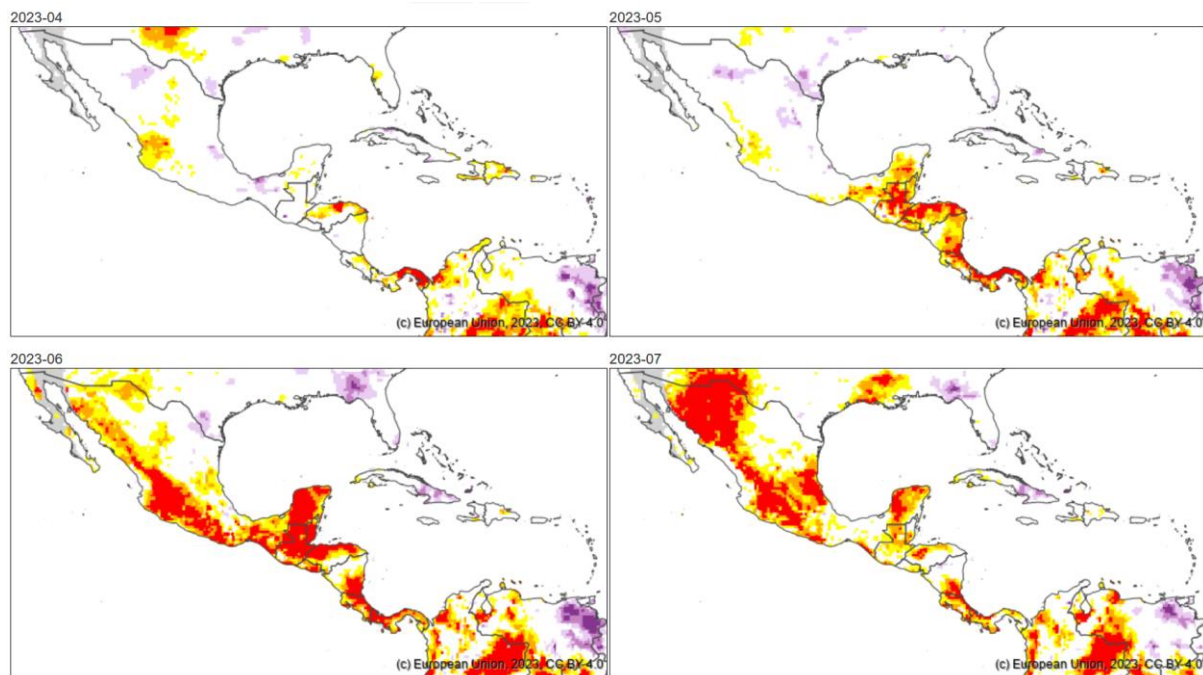 2023-04
2023-05
(c) European Union, 2023, CC BY 4.0
(c) European Union, 2023, CC BY 4.0
2023-06
2023-07
(c) European Union, 2023, CC BY 4.0
(c) European Union, 2023, CC BY 4.0